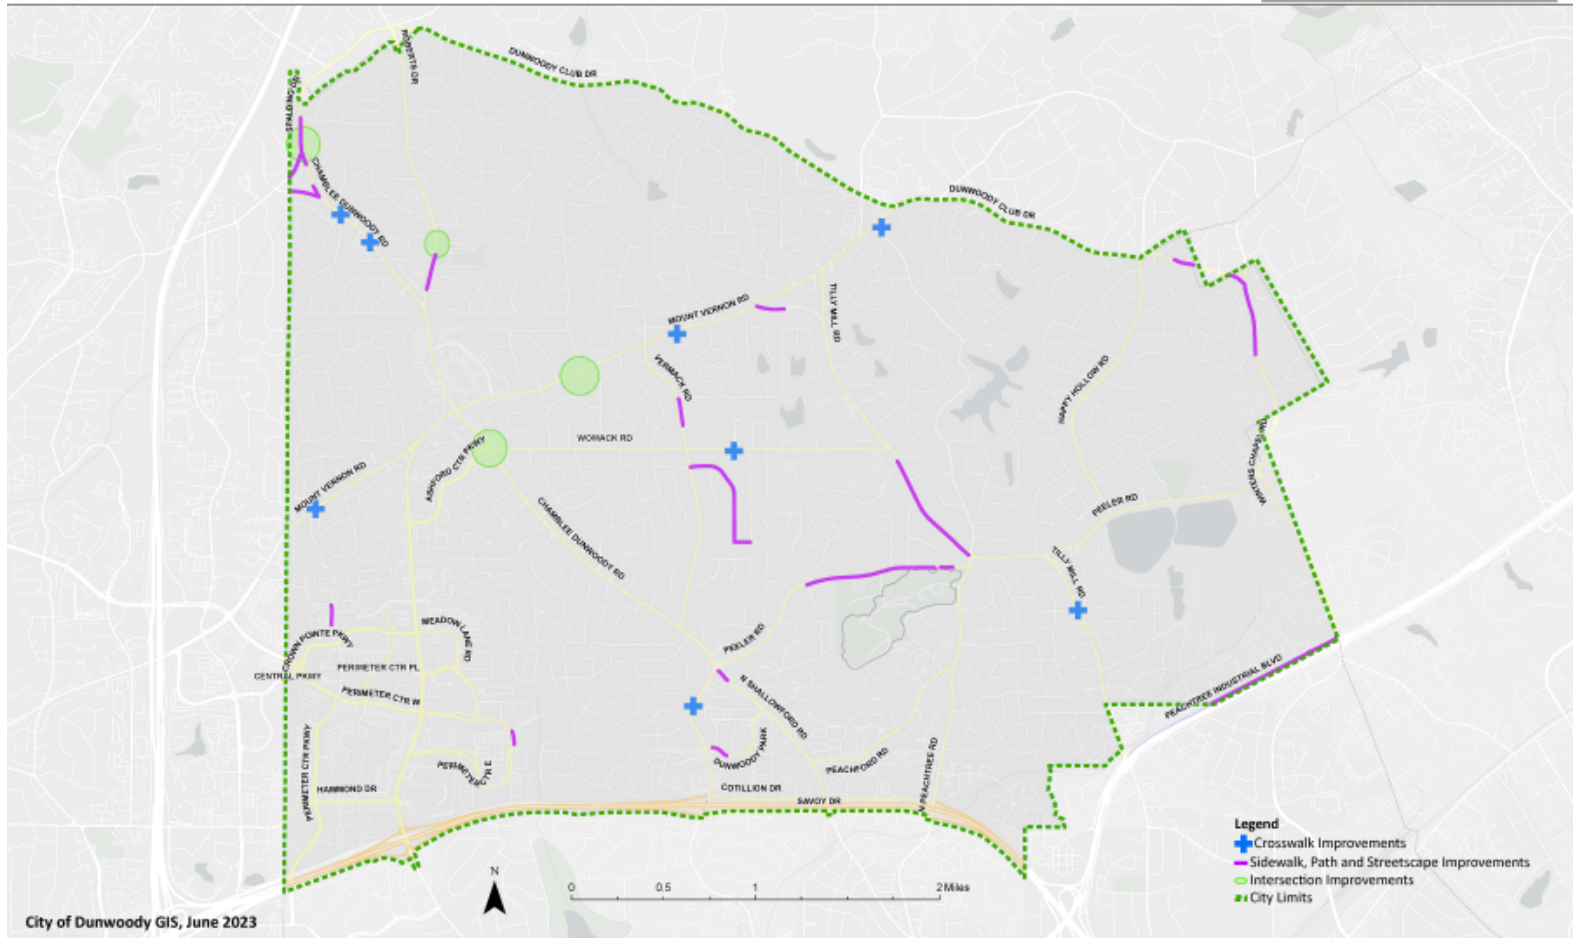 ROBERTS DR
DUNWOODY CLUB DR
SPALDING DR
CHAMBLEE DUNWOODY RD
DUNWOODY CLUB DR
MOUNT VERNON RD
TILLY MILL RD
VERMACK RD
HAPPY HOLLOW RD
WOMACK RD
ASHFORD CTR PKWY
MOUNT VERNON RD
WINTERS CHAPEL RD
PEELER RD
CHAMBLEE DUNWOODY RD
TILLY MILL RD
MEADOW LANE RD
CROWN POINTE PKWY
PEELER RD
PERIMETER CTR PL
CENTRAL PKWY
PERIMETER CTR W
N SHALLOWFORD RD
PEACHTREE INDUSTRIAL BLVD
PERIMETER CTR PKWY
DUNWOODY PARK
PERIMETER CTR E
PEACHFORD RD
N PEACHTREE RD
HAMMOND DR
COTILLION DR
SAVOY DR
Legend
Crosswalk Improvements
Sidewalk, Path and Streetscape Improvements
Intersection Improvements
City Limits
N
0 0.5 1 2 Miles
City of Dunwoody GIS, June 2023